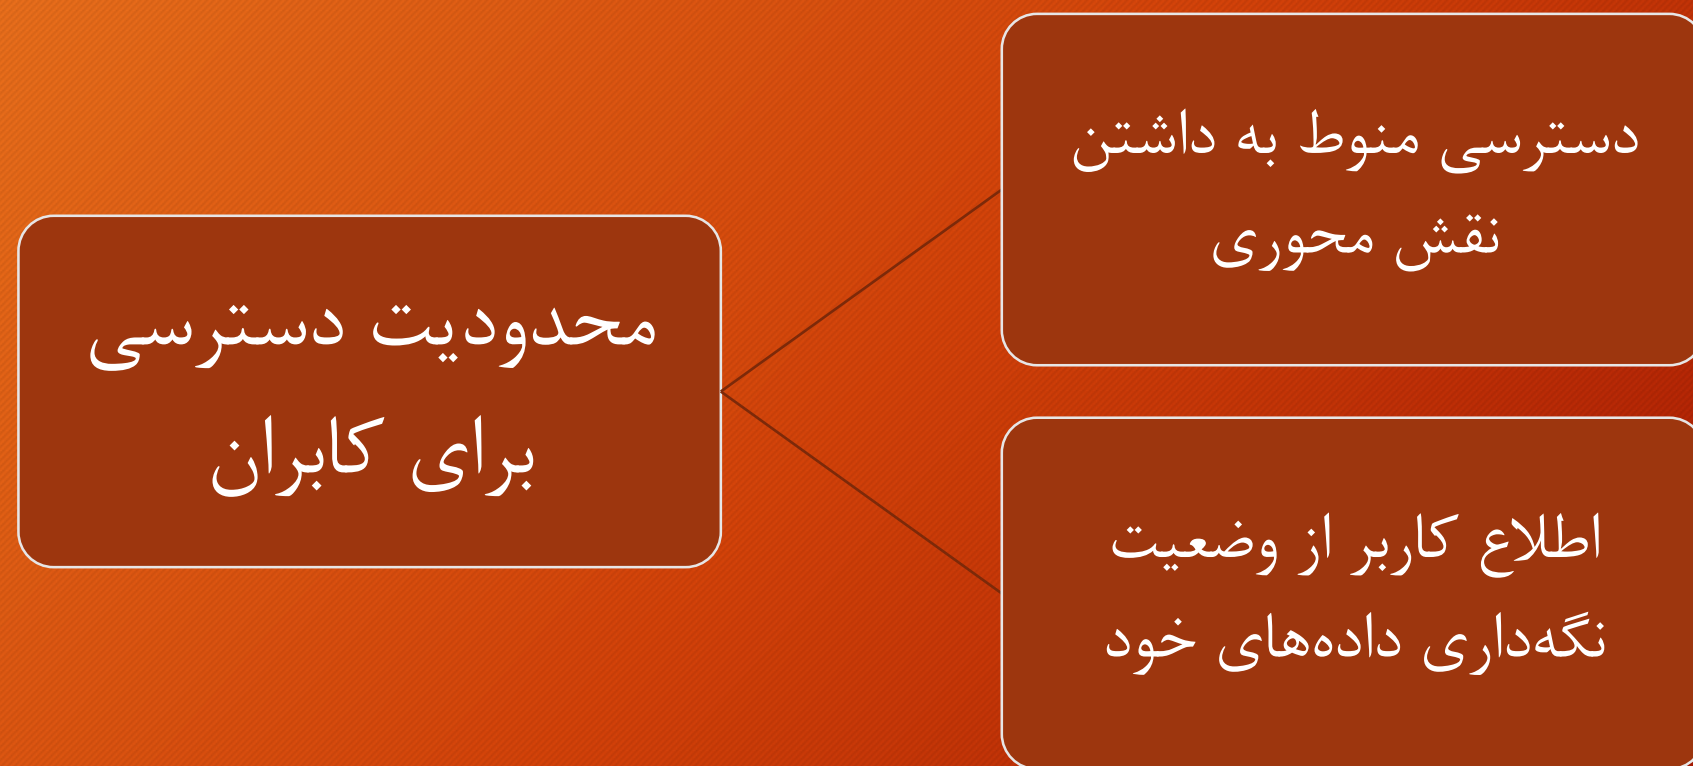 محدودیت دسترسی
برای کابران
دسترسی منوط به داشتن
نقش محوری
اطلاع کاربر از وضعیت
نگه‌داری داده‌های خود